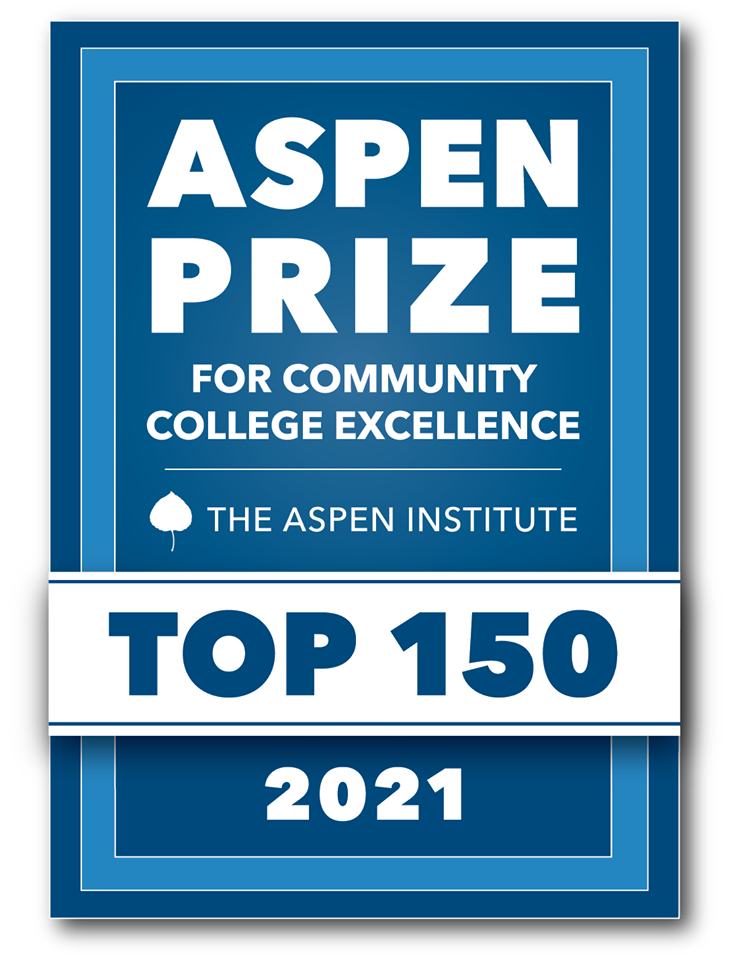 ASPEN
PRIZE
FOR COMMUNITY
COLLEGE EXCELLENCE
THE ASPEN INSTITUTE
TOP 150
2021